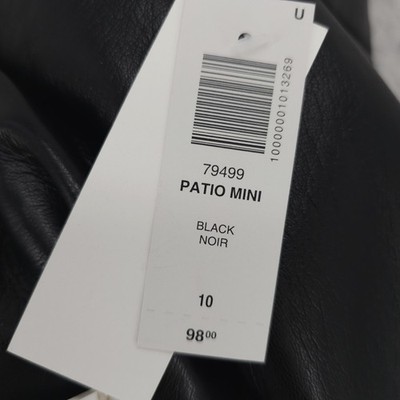 U
10000001013269
79499
PATIO MINI
BLACK
NOIR
10
98⁰⁰